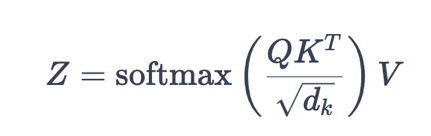 Z = softmax ( QK^T / √d_k ) V